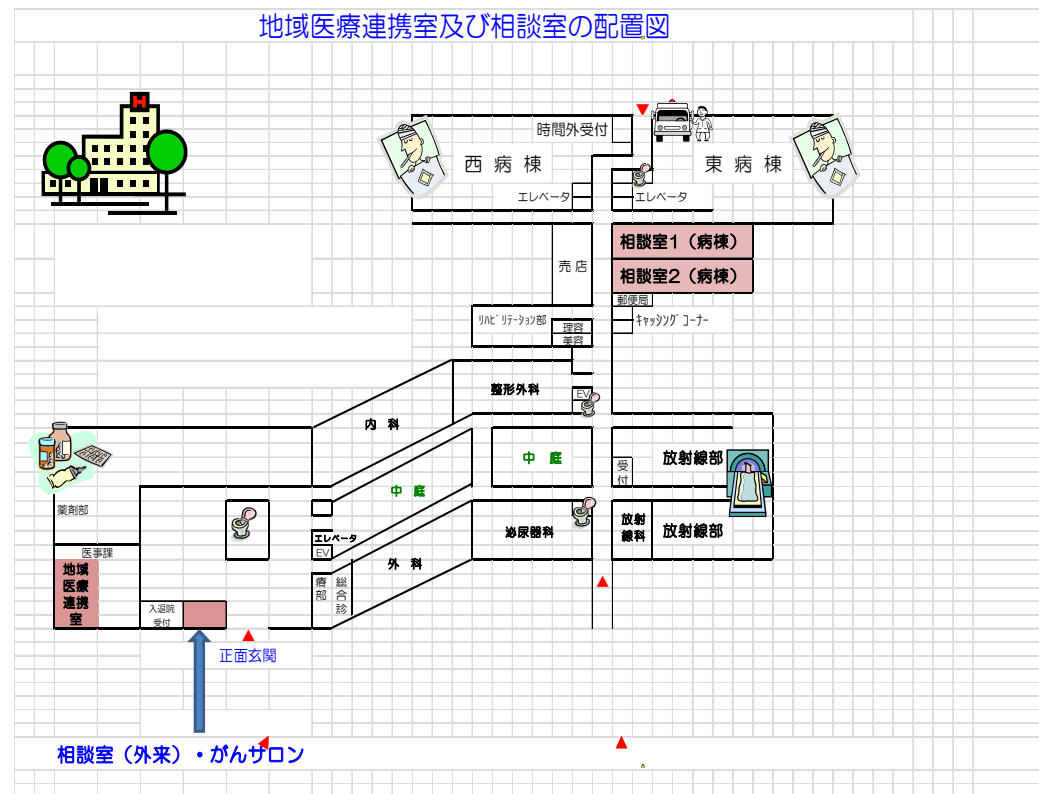 地域医療連携室及び相談室の配置図
H
時間外受付
西 病 棟
東 病 棟
エレベータ
エレベータ
相談室1（病棟）
相談室2（病棟）
売 店
郵便局
ﾘﾊﾋﾞﾘﾃｰｼｮﾝ部
理容
美容
ｷｬｯｼﾝｸﾞｺｰﾅｰ
整形外科
EV
内 科
中 庭
受付
放射線部
中 庭
薬剤部
エレベータ
EV
泌尿器科
放射線科
放射線部
医事課
外 科
地域
医療
連携
室
総合診
療部
入退院
受付
正面玄関
相談室（外来）・がんサロン